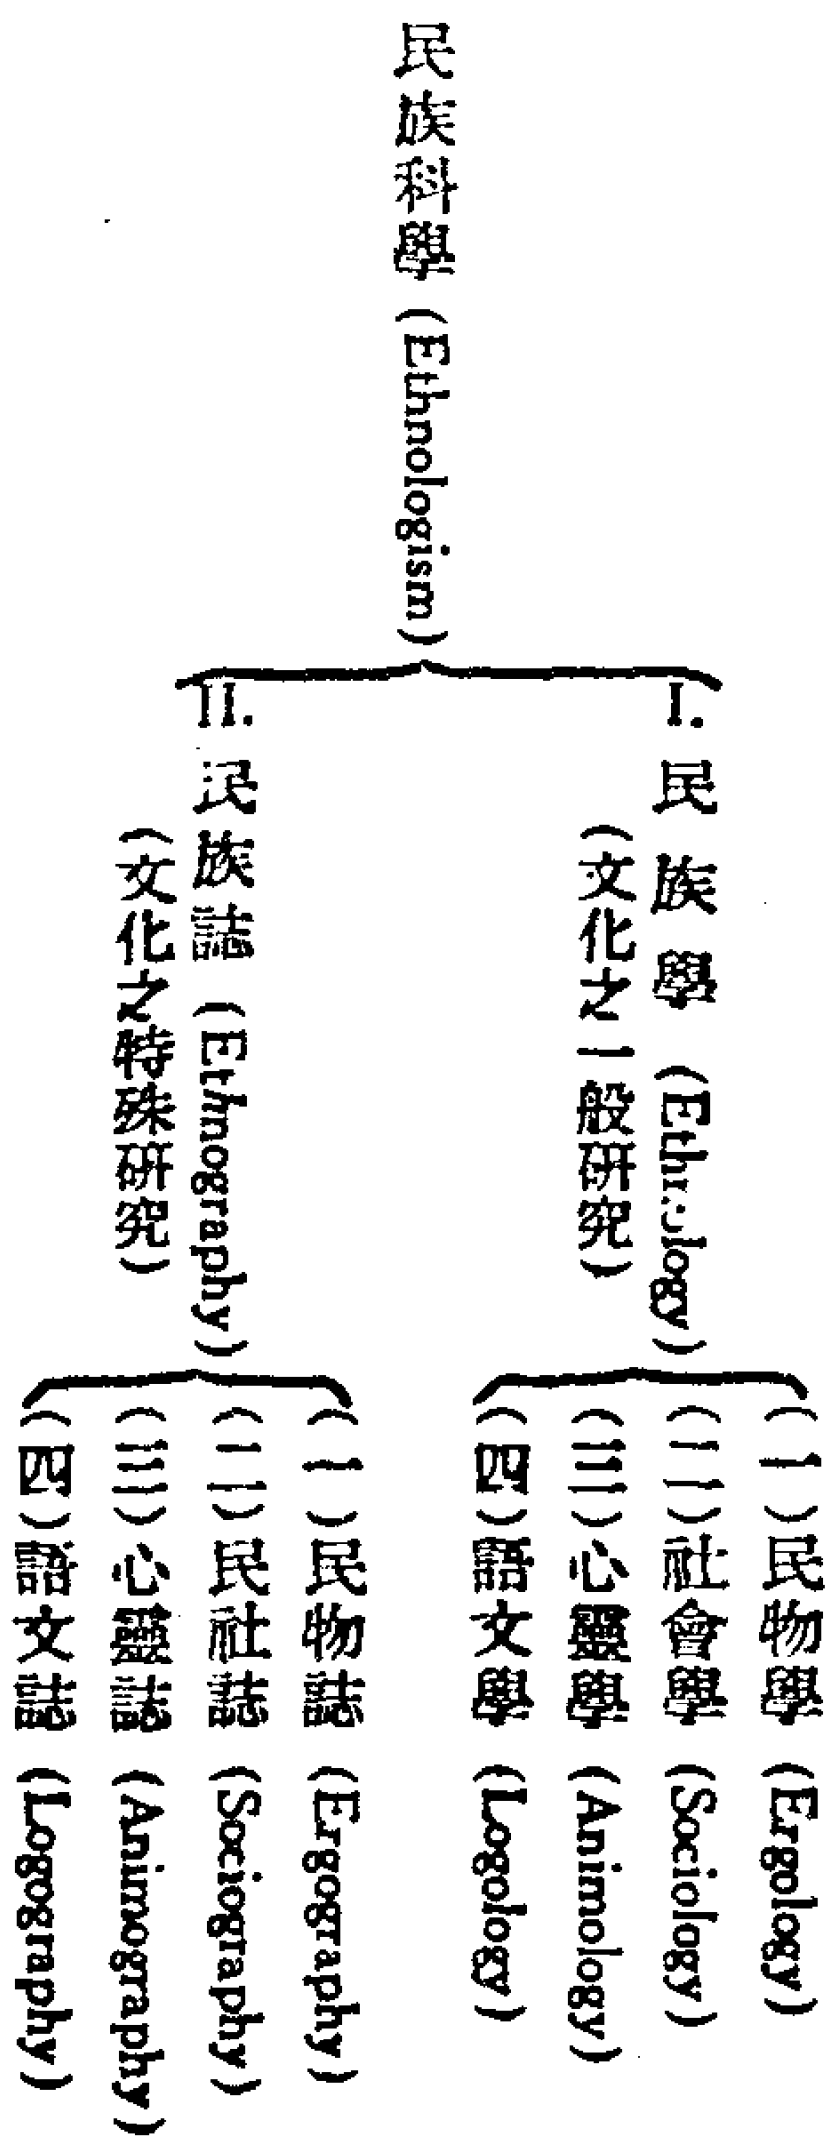 民族科學 (Ethnologism)
I. 民族學 (Ethnology)
(文化之一般研究)
(一)民物學 (Ergology)
(二)社會學 (Sociology)
(三)心靈學 (Animology)
(四)語文學 (Logology)
II. 民族誌 (Ethnography)
(文化之特殊研究)
(一)民物誌 (Ergography)
(二)民社誌 (Sociography)
(三)心靈誌 (Animography)
(四)語文誌 (Logography)